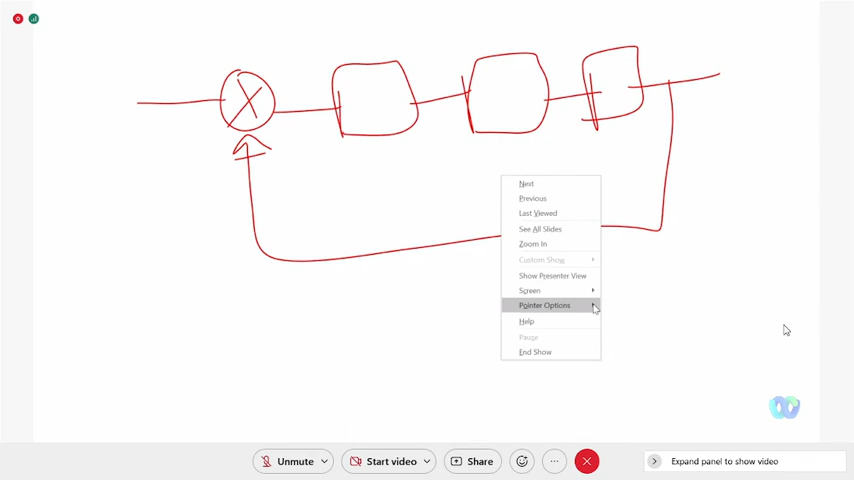 Next
Previous
Last Viewed
See All Slides
Zoom In
Custom Show
Show Presenter View
Screen
Pointer Options
Help
Pause
End Show
Unmute
Start video
Share
Expand panel to show video